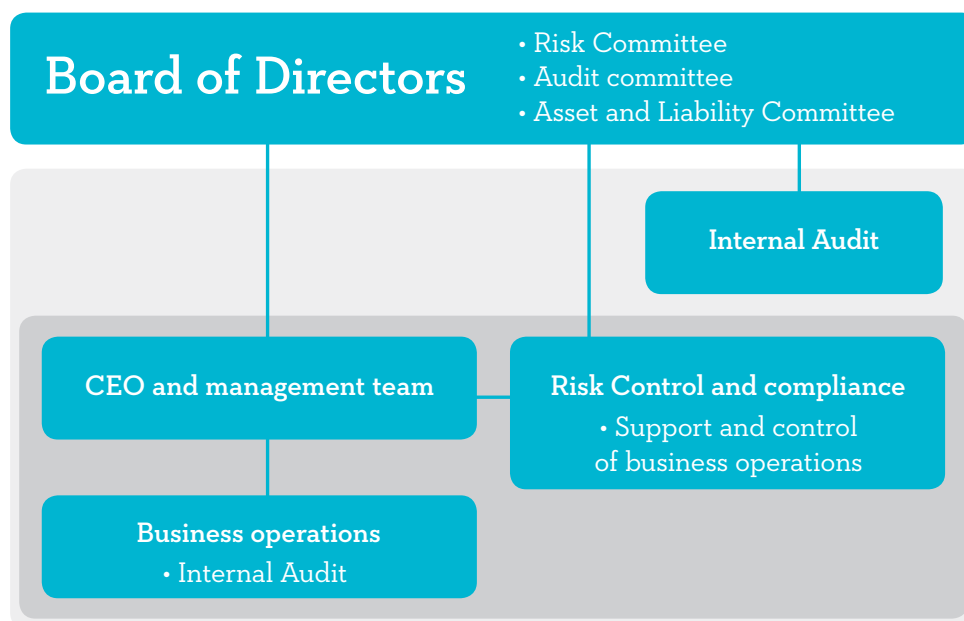 Board of Directors
• Risk Committee
• Audit committee
• Asset and Liability Committee
Internal Audit
CEO and management team
Risk Control and compliance
• Support and control
of business operations
Business operations
• Internal Audit